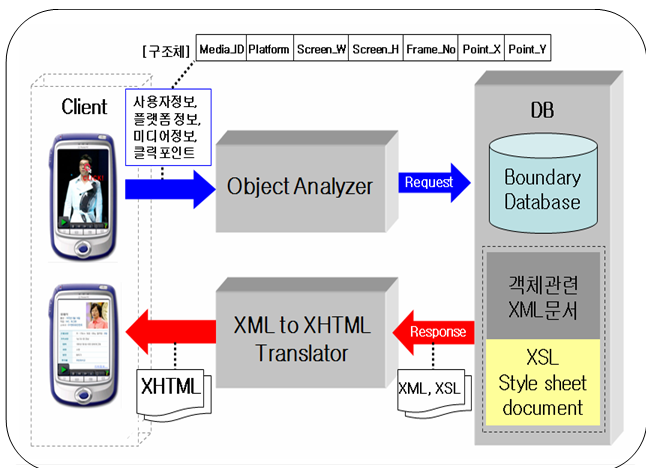 [구조체] Media_ID Platform Screen_W Screen_H Frame_No Point_X Point_Y
Client
사용자정보,
플랫폼 정보,
미디어정보,
클릭 포인트
Object Analyzer
Request
DB
Boundary
Database
객체관련
XML문서
XSL
Style sheet
document
Response
XML, XSL
XML to XHTML
Translator
XHTML